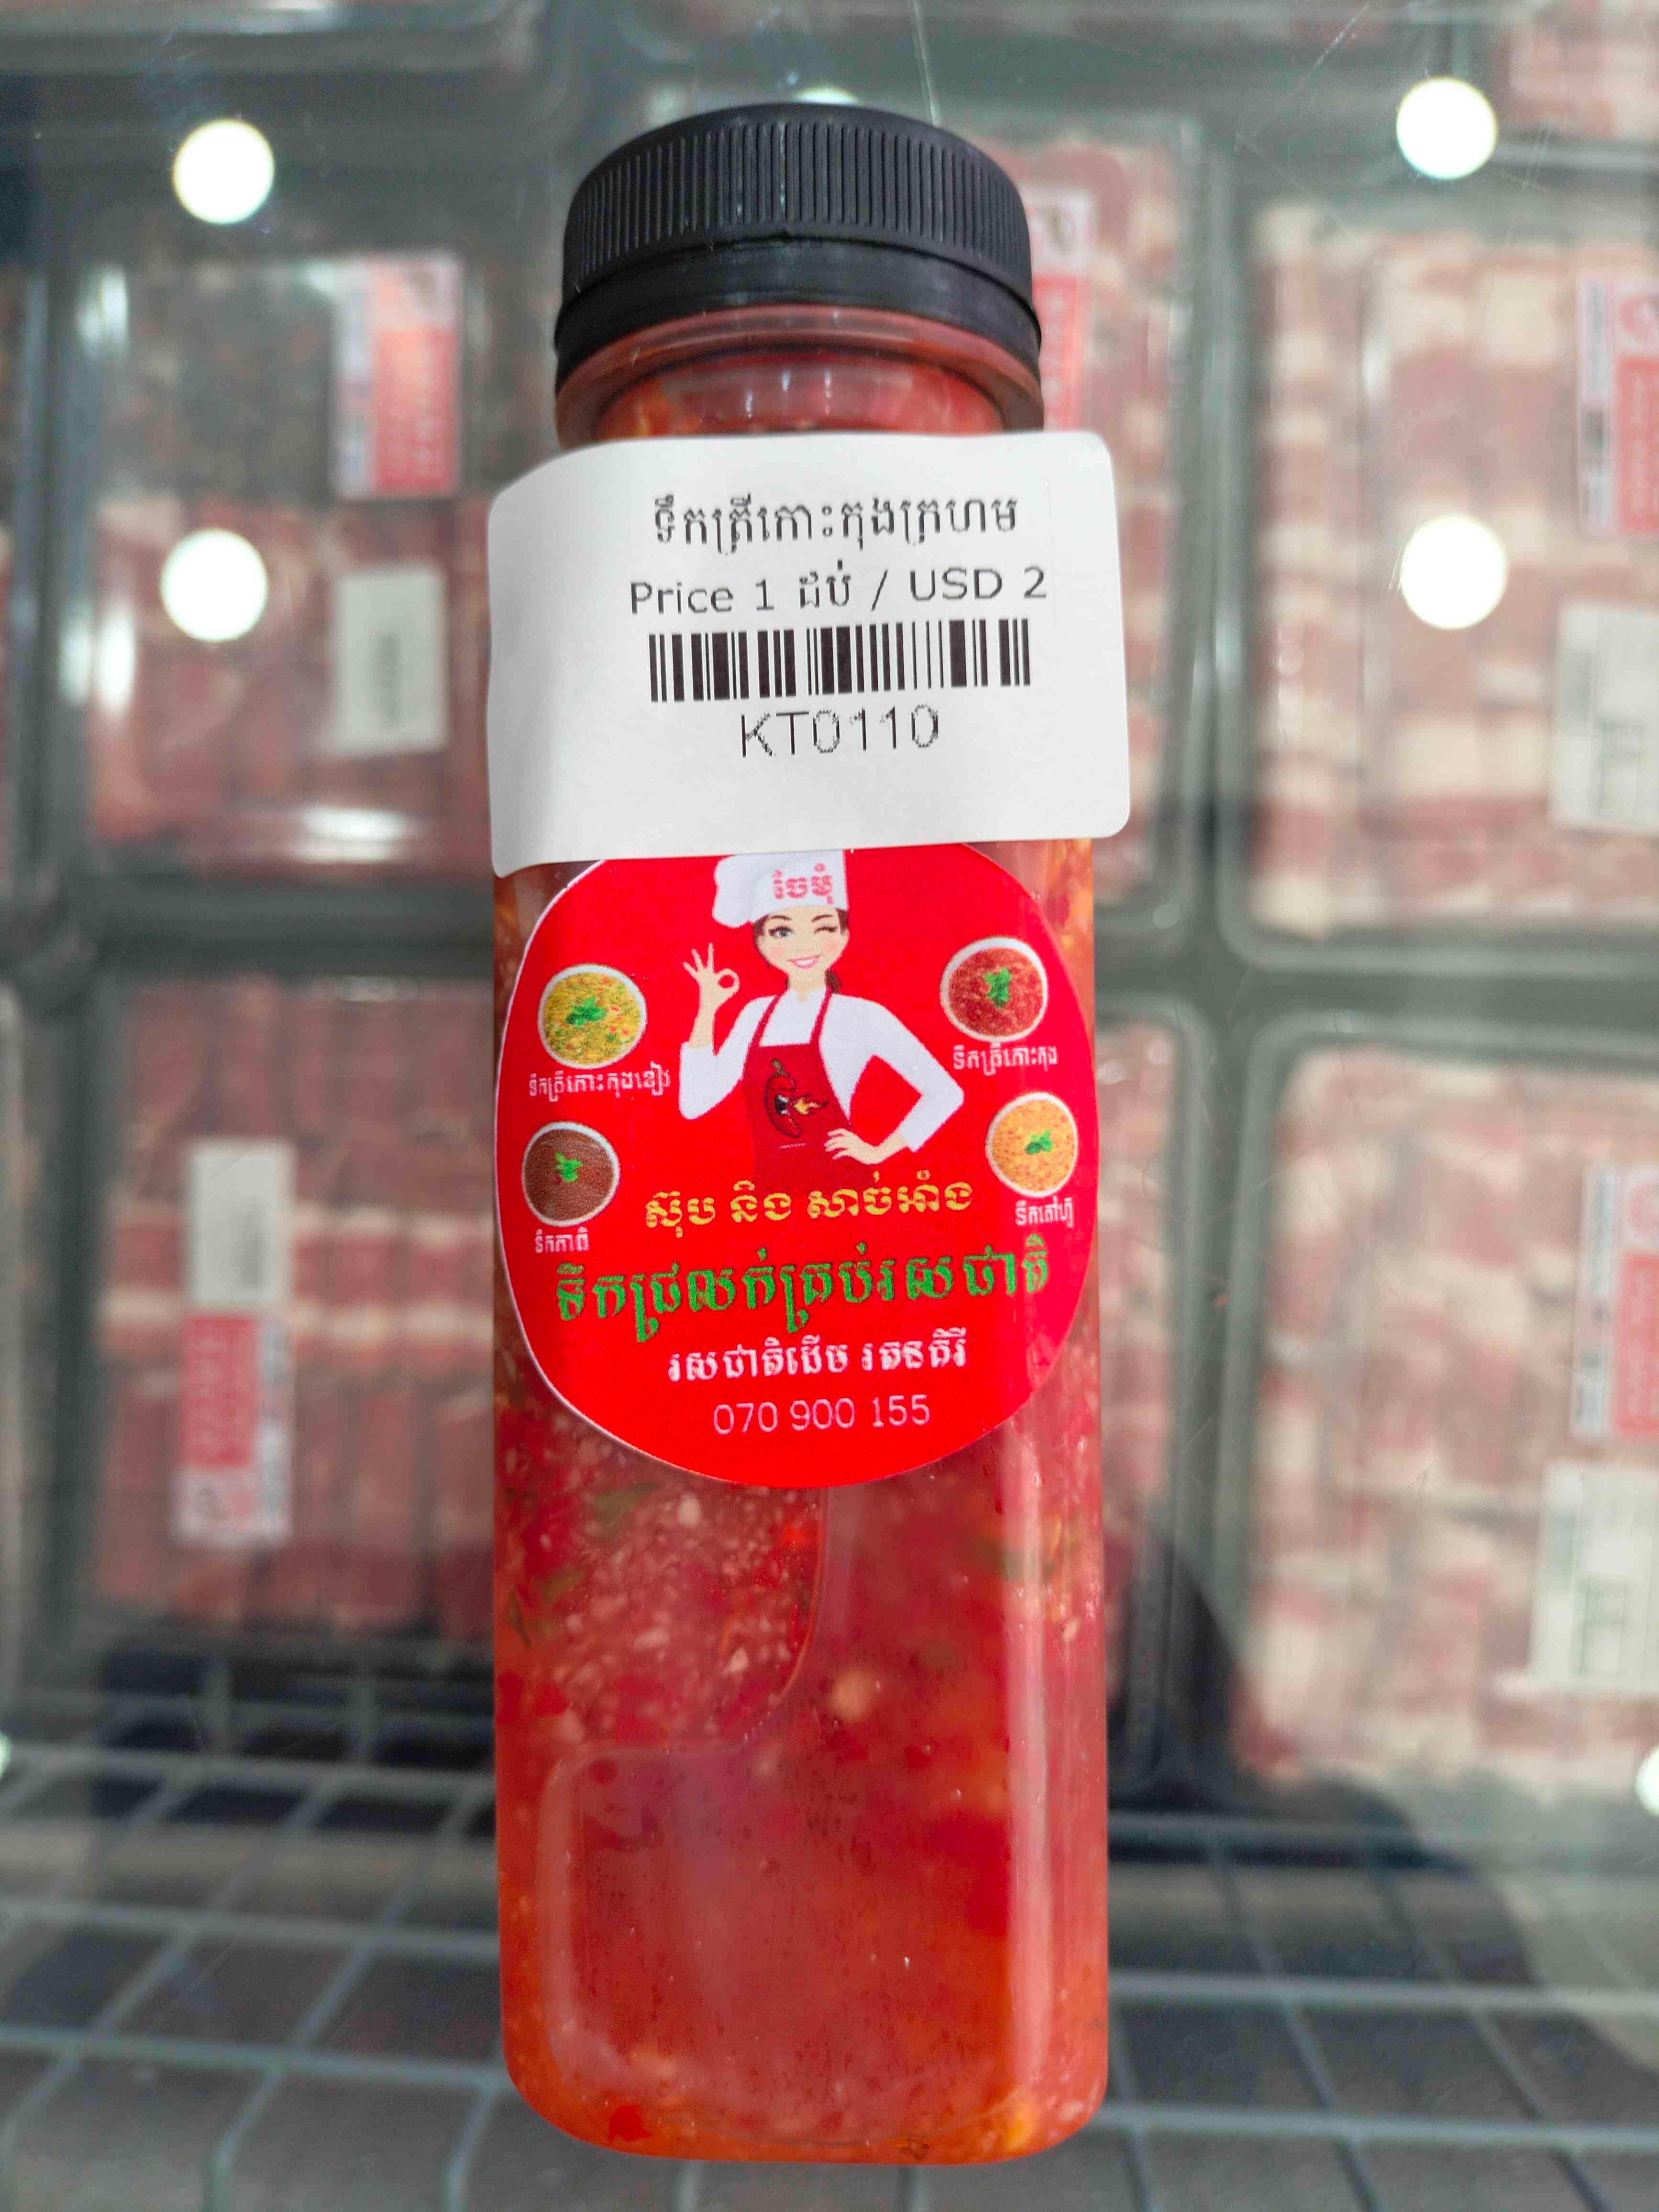 ទឹកត្រីកោះកុងក្រហម
Price 1 ដប់ / USD 2
KT0110
ចែមុំ
ទឹកត្រីកោះកុងខៀវ
ទឹកត្រីកោះកុង
ទឹកកាពិ
ទឹកតៅហ៊ូ
ស៊ុប និង សាច់អាំង
ទឹកជ្រលក់គ្រប់រសជាតិ
រសជាតិដើម រតនគិរី
070 900 155